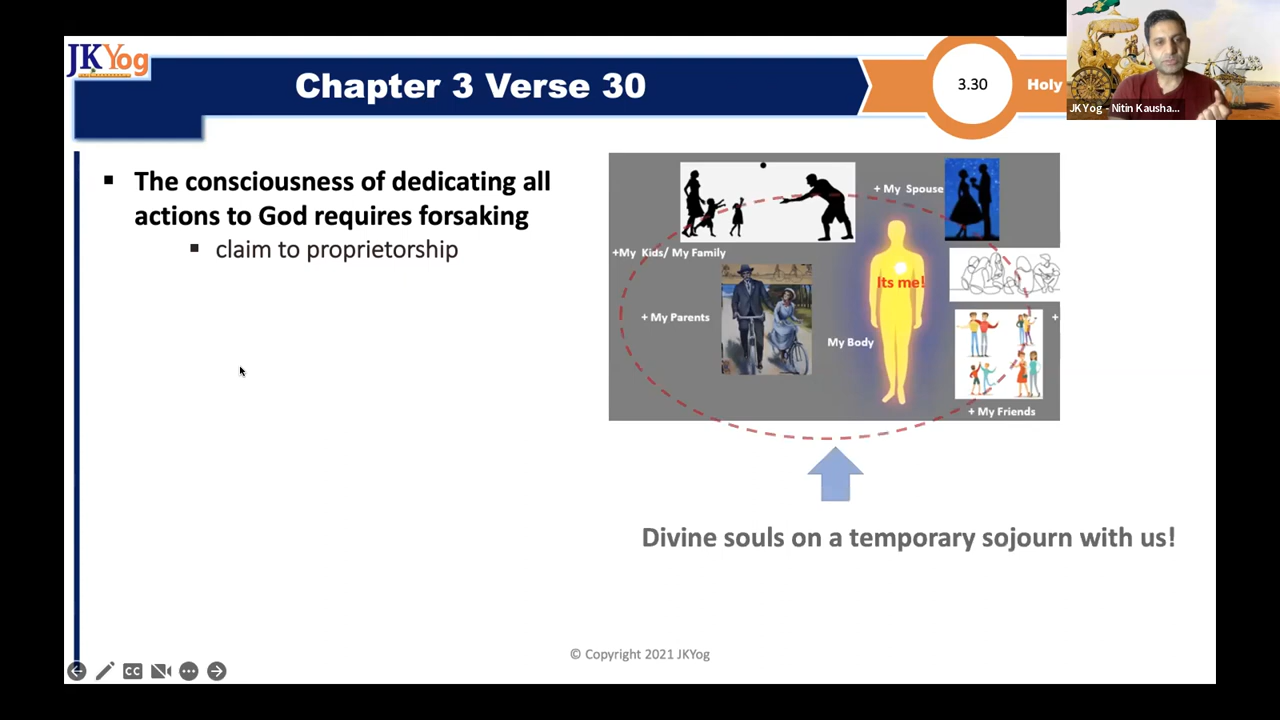 JKYog
Chapter 3 Verse 30
3.30
Holy
JKYog - Nitin Kausha...
▪ The consciousness of dedicating all
actions to God requires forsaking
▪ claim to proprietorship
+ My Spouse
+My Kids/ My Family
Its me!
+ My Parents
+
My Body
+ My Friends
Divine souls on a temporary sojourn with us!
© Copyright 2021 JKYog
CC